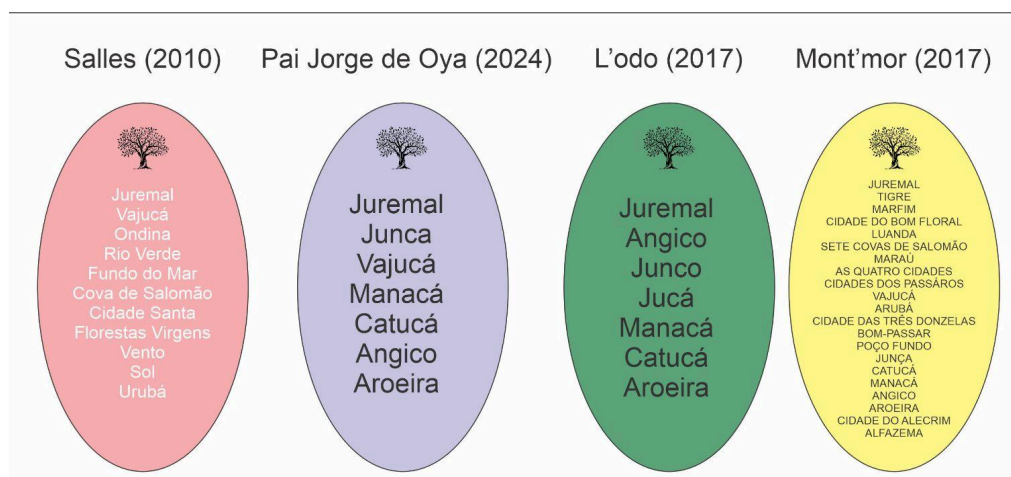 Salles (2010)
Pai Jorge de Oya (2024)
L'odo (2017)
Mont'mor (2017)
Juremal
Vajucá
Ondina
Rio Verde
Fundo do Mar
Cova de Salomão
Cidade Santa
Florestas Virgens
Vento
Sol
Urubá
Juremal
Junca
Vajucá
Manacá
Catucá
Angico
Aroeira
Juremal
Angico
Junco
Jucá
Manacá
Catucá
Aroeira
JUREMAL
TIGRE
MARFIM
CIDADE DO BOM FLORAL
LUANDA
SETE COVAS DE SALOMÃO
MARAÚ
AS QUATRO CIDADES
CIDADES DOS PASSÁROS
VAJUCÁ
ARUBÁ
CIDADE DAS TRÊS DONZELAS
BOM-PASSAR
POÇO FUNDO
JUNÇA
CATUCÁ
MANACÁ
ANGICO
AROEIRA
CIDADE DO ALECRIM
ALFAZEMA